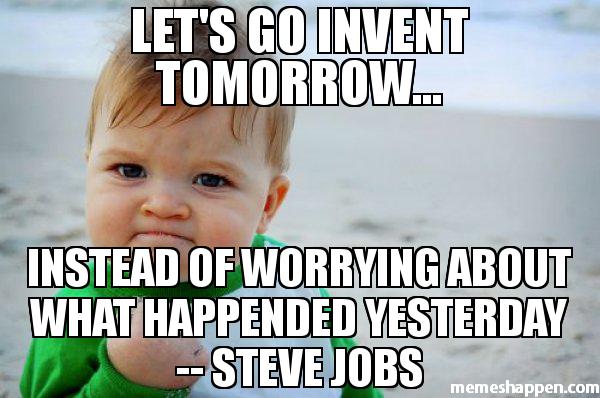 LET'S GO INVENT
TOMORROW...
INSTEAD OF WORRYING ABOUT
WHAT HAPPENDED YESTERDAY
-- STEVE JOBS
memeshappen.com